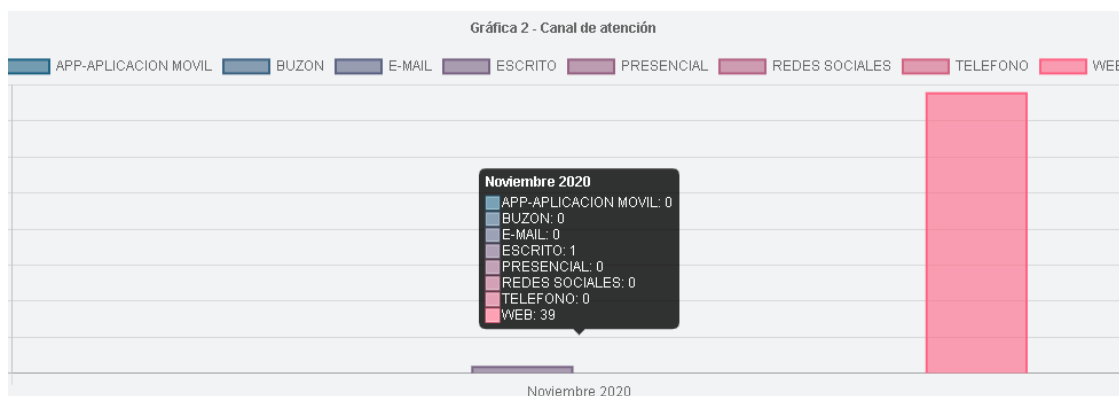 Gráfica 2 - Canal de atención
APP-APLICACION MOVIL BUZON E-MAIL ESCRITO PRESENCIAL REDES SOCIALES TELEFONO WEB
Noviembre 2020
APP-APLICACION MOVIL: 0
BUZON: 0
E-MAIL: 0
ESCRITO: 1
PRESENCIAL: 0
REDES SOCIALES: 0
TELEFONO: 0
WEB: 39
Noviembre 2020